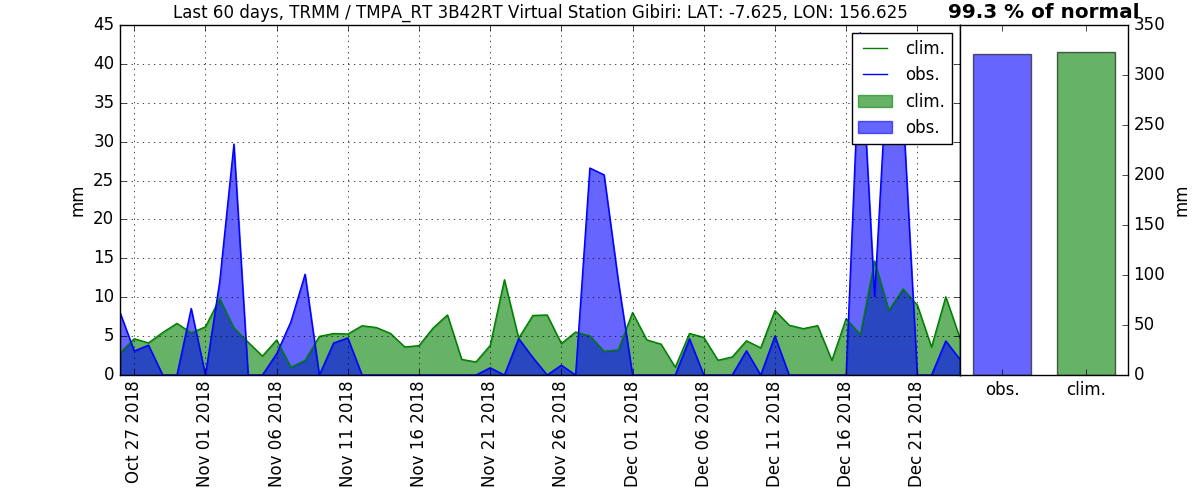 Last 60 days, TRMM / TMPA_RT 3B42RT Virtual Station Gibiri: LAT: -7.625, LON: 156.625
99.3 % of normal
45
40
35
30
25
20
15
10
5
0
mm
clim.
obs.
clim.
obs.
350
300
250
200
150
100
50
0
mm
obs.
clim.
Oct 27 2018
Nov 01 2018
Nov 06 2018
Nov 11 2018
Nov 16 2018
Nov 21 2018
Nov 26 2018
Dec 01 2018
Dec 06 2018
Dec 11 2018
Dec 16 2018
Dec 21 2018